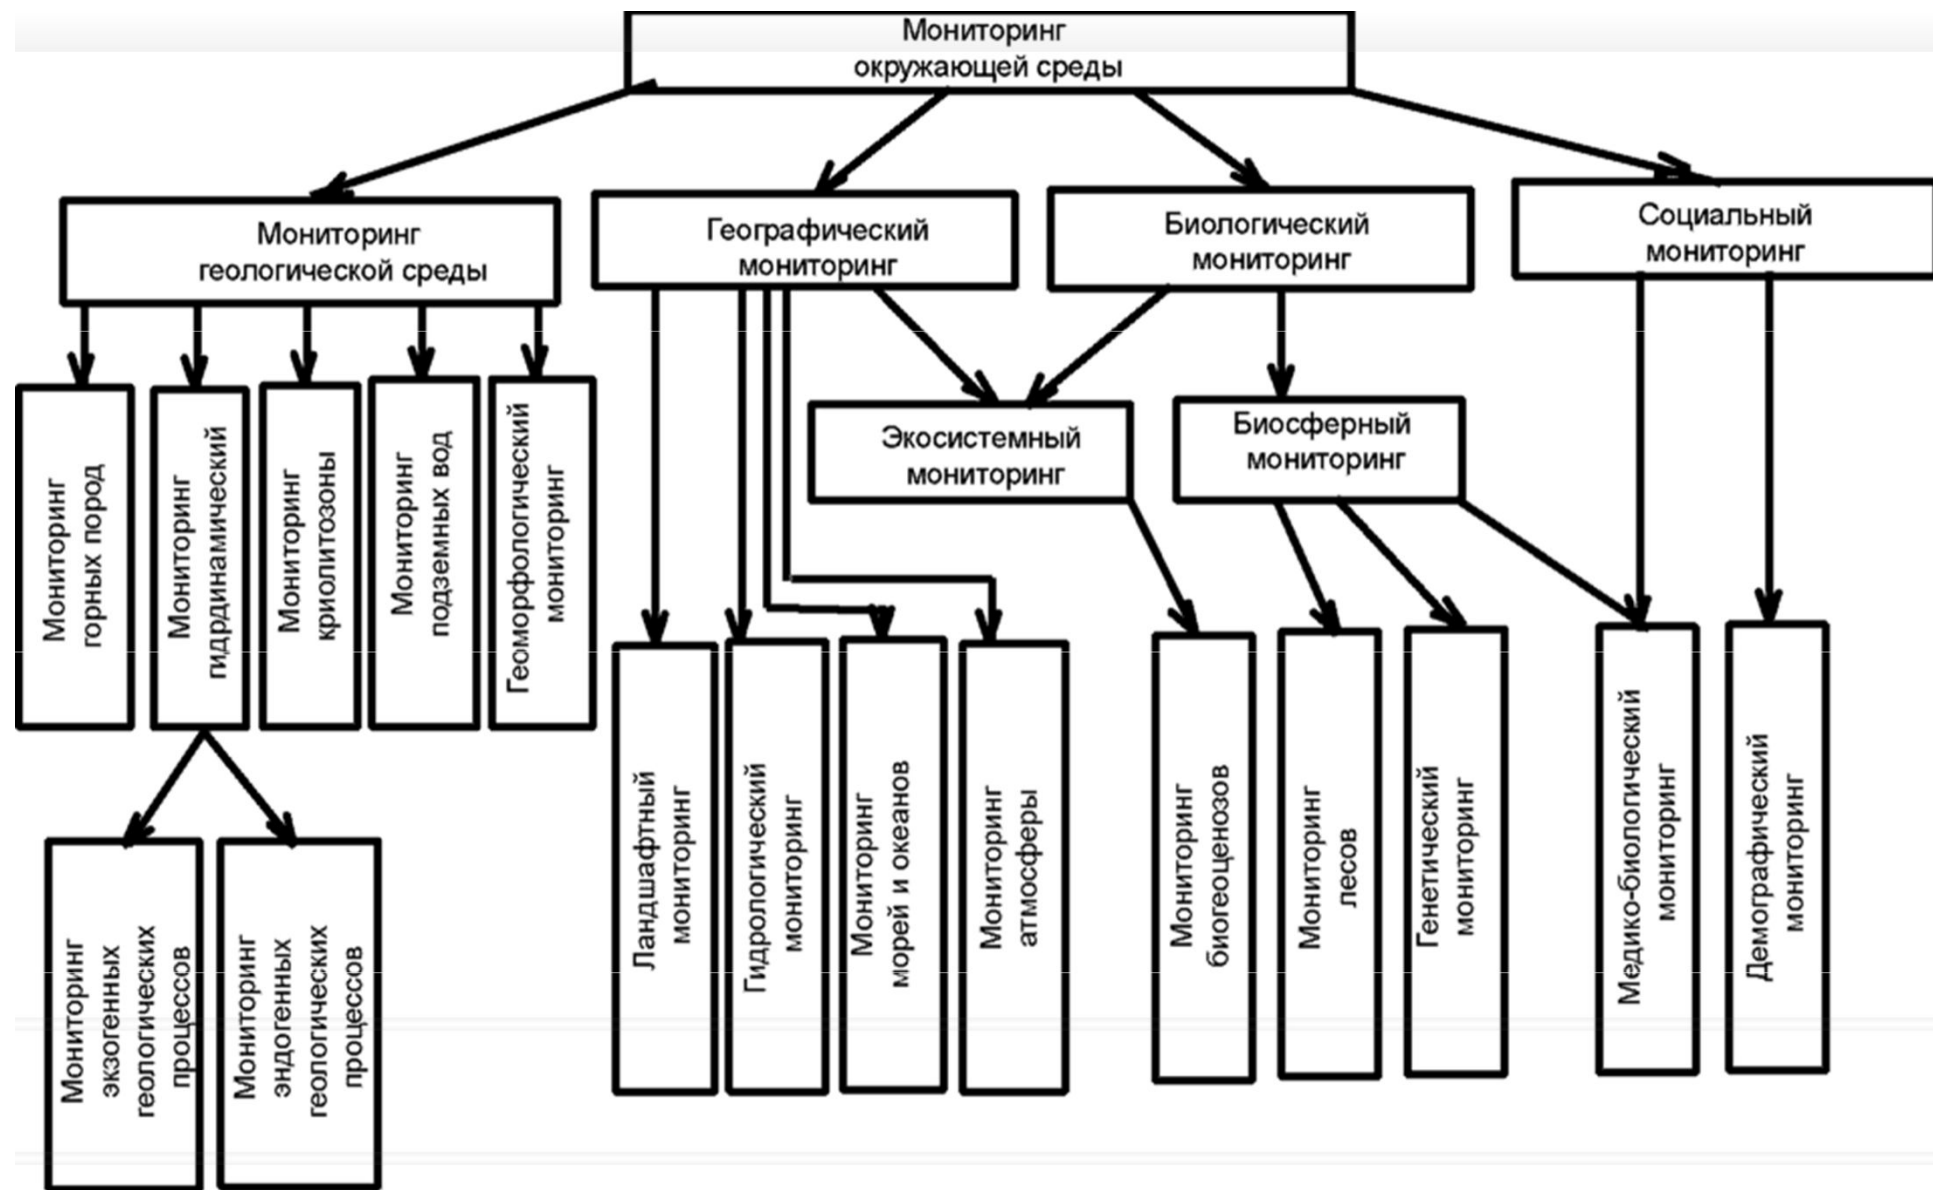 Мониторинг
окружающей среды
Мониторинг
геологической среды
Географический
мониторинг
Биологический
мониторинг
Социальный
мониторинг
Экосистемный
мониторинг
Биосферный
мониторинг
Мониторинг
горных пород
Мониторинг
гидрдинамический
Мониторинг
криолитозоны
Мониторинг
подземных вод
Геоморфологический
мониторинг
Ландшафтный
мониторинг
Гидрологический
мониторинг
Мониторинг
морей и океанов
Мониторинг
атмосферы
Мониторинг
биогеоценозов
Мониторинг
лесов
Генетический
мониторинг
Медико-биологический
мониторинг
Демографический
мониторинг
Мониторинг
экзогенных
геологических
процессов
Мониторинг
эндогенных
геологических
процессов